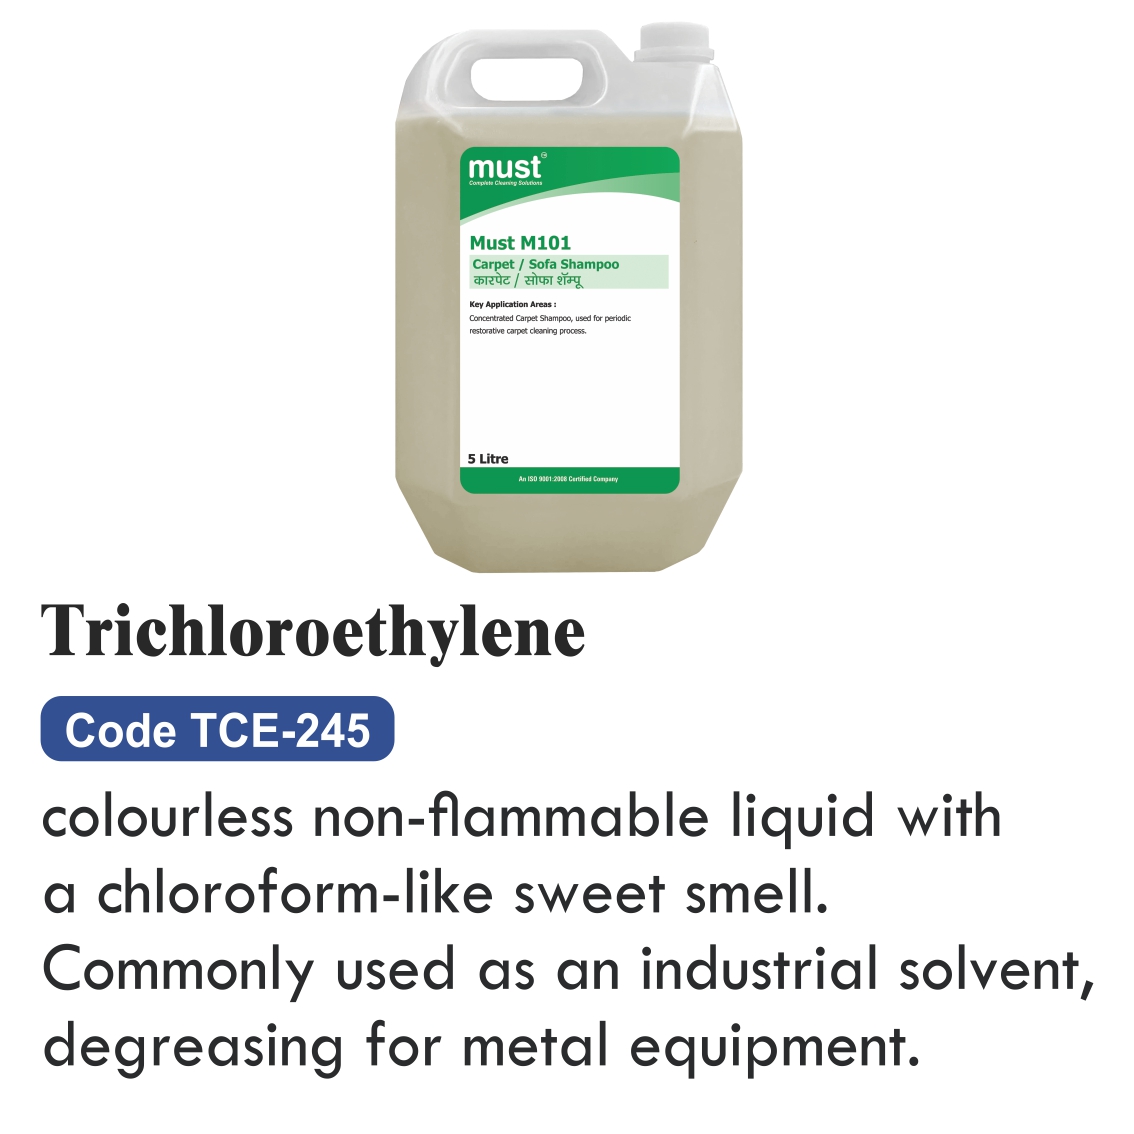 must
Complete Cleaning Solutions
Must M101
Carpet / Sofa Shampoo
कारपेट / सोफा शॅम्पू
Key Application Areas :
Concentrated Carpet Shampoo, used for periodic
restorative carpet cleaning process.
5 Litre
An ISO 9001:2008 Certified Company
Trichloroethylene
Code TCE-245
colourless non-flammable liquid with
a chloroform-like sweet smell.
Commonly used as an industrial solvent,
degreasing for metal equipment.